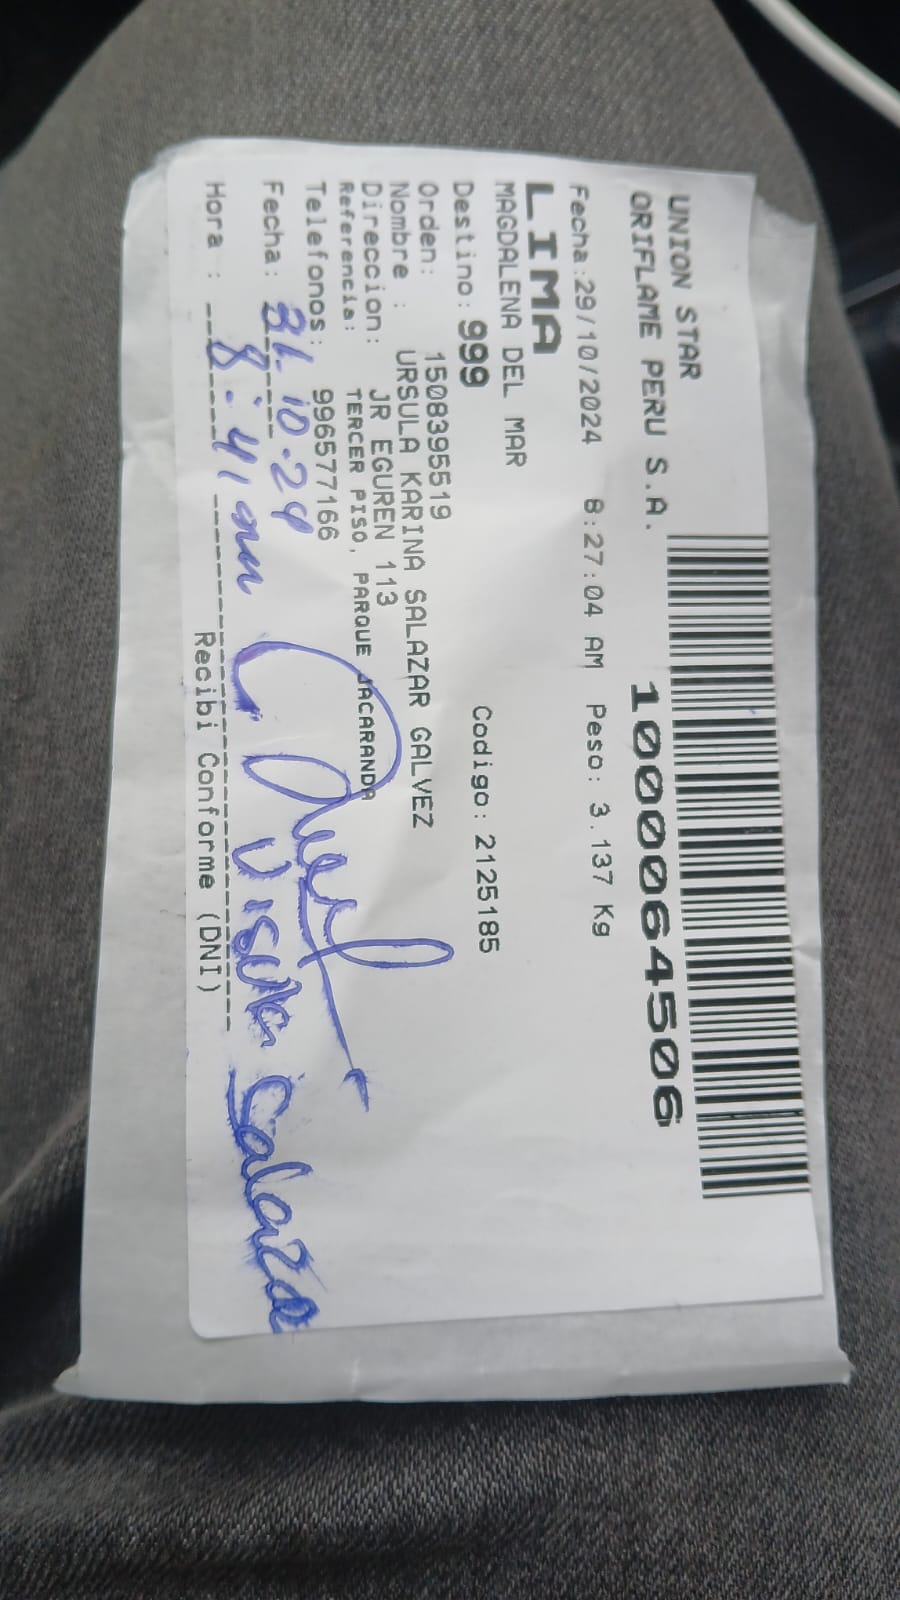 UNION STAR
ORIFLAME PERU S.A.
1000064506
Fecha:29/10/2024 8:27:04 AM Peso: 3.137 Kg
LIMA
MAGDALENA DEL MAR
Destino: 999 Codigo: 2125185
Orden: 1508395519
Nombre : URSULA KARINA SALAZAR GALVEZ
Direccion: JR EGUREN 113
Referencia: TERCER PISO, PARQUE JACARANDA
Telefonos: 996577166
Fecha: 31.10.24
Hora : 8:41 am
Salazar
Recibi Conforme (DNI)